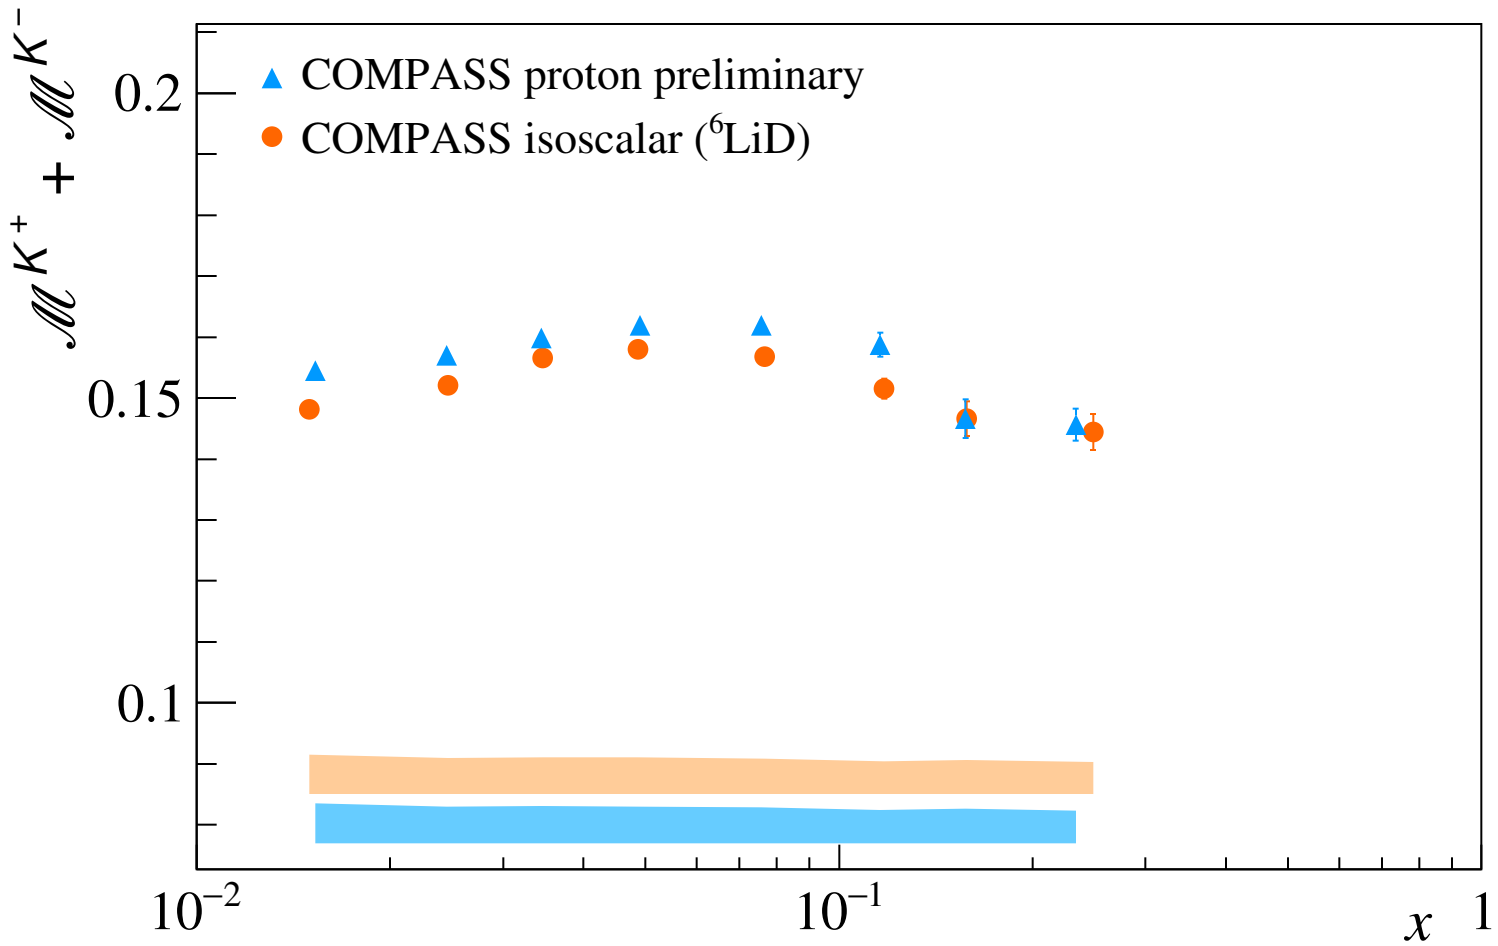 ℳ^K⁺ + ℳ^K⁻
COMPASS proton preliminary
COMPASS isoscalar (⁶LiD)
0.2
0.15
0.1
10⁻²
10⁻¹
x
1